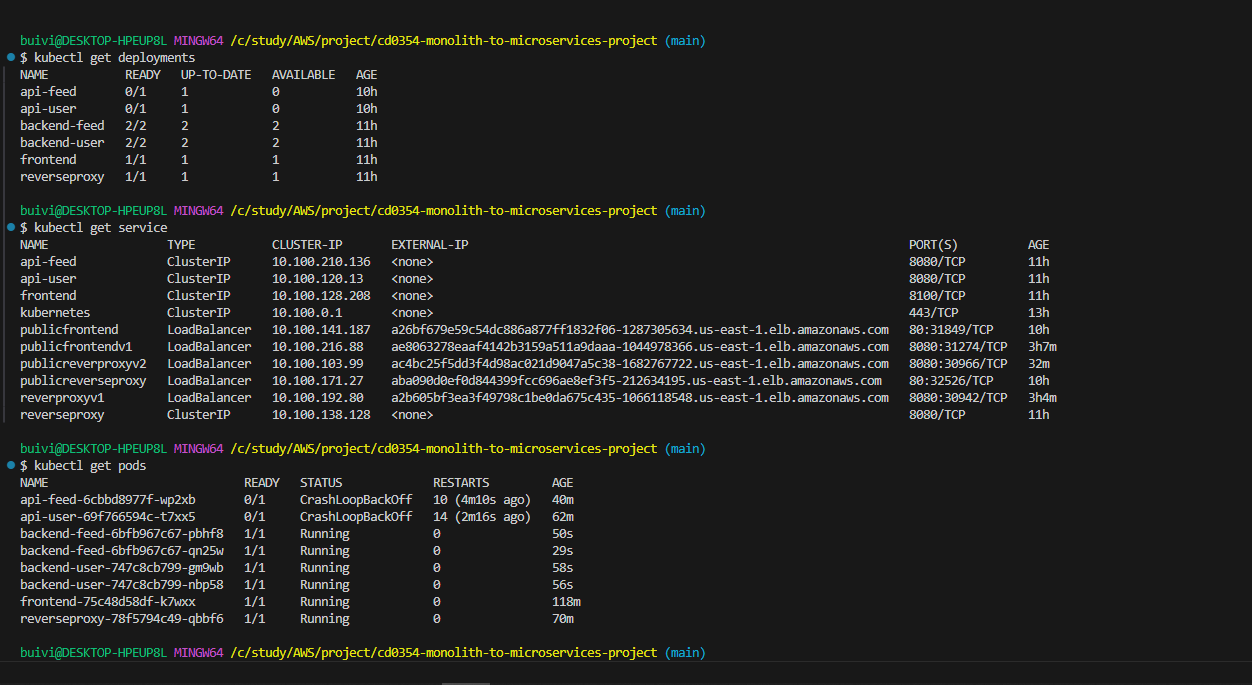 buivi@DESKTOP-HPEUP8L MINGW64 /c/study/AWS/project/cd0354-monolith-to-microservices-project (main)
$ kubectl get deployments
NAME READY UP-TO-DATE AVAILABLE AGE
api-feed 0/1 1 0 10h
api-user 0/1 1 0 10h
backend-feed 2/2 2 2 11h
backend-user 2/2 2 2 11h
frontend 1/1 1 1 11h
reverseproxy 1/1 1 1 11h
buivi@DESKTOP-HPEUP8L MINGW64 /c/study/AWS/project/cd0354-monolith-to-microservices-project (main)
$ kubectl get service
NAME TYPE CLUSTER-IP EXTERNAL-IP PORT(S) AGE
api-feed ClusterIP 10.100.210.136 <none> 8080/TCP 11h
api-user ClusterIP 10.100.120.13 <none> 8080/TCP 11h
frontend ClusterIP 10.100.128.208 <none> 8100/TCP 11h
kubernetes ClusterIP 10.100.0.1 <none> 443/TCP 13h
publicfrontend LoadBalancer 10.100.141.187 a26bf679e59c54dc886a877ff1832f06-1287305634.us-east-1.elb.amazonaws.com 80:31849/TCP 10h
publicfrontendv1 LoadBalancer 10.100.216.88 ae8063278eaaf4142b3159a511a9daaa-1044978366.us-east-1.elb.amazonaws.com 8080:31274/TCP 3h7m
publicreverproxyv2 LoadBalancer 10.100.103.99 ac4bc25f5dd3f4d98ac021d9047a5c38-1682767722.us-east-1.elb.amazonaws.com 8080:30966/TCP 32m
publicreverseproxy LoadBalancer 10.100.171.27 aba090d0ef0d844399fcc696ae8ef3f5-212634195.us-east-1.elb.amazonaws.com 80:32526/TCP 10h
reverproxyv1 LoadBalancer 10.100.192.80 a2b605bf3ea3f49798c1be0da675c435-1066118548.us-east-1.elb.amazonaws.com 8080:30942/TCP 3h4m
reverseproxy ClusterIP 10.100.138.128 <none> 8080/TCP 11h
buivi@DESKTOP-HPEUP8L MINGW64 /c/study/AWS/project/cd0354-monolith-to-microservices-project (main)
$ kubectl get pods
NAME READY STATUS RESTARTS AGE
api-feed-6cbbd8977f-wp2xb 0/1 CrashLoopBackOff 10 (4m10s ago) 40m
api-user-69f766594c-t7xx5 0/1 CrashLoopBackOff 14 (2m16s ago) 62m
backend-feed-6bfb967c67-pbhf8 1/1 Running 0 50s
backend-feed-6bfb967c67-qn25w 1/1 Running 0 29s
backend-user-747c8cb799-gm9wb 1/1 Running 0 58s
backend-user-747c8cb799-nbp58 1/1 Running 0 56s
frontend-75c48d58df-k7wxx 1/1 Running 0 118m
reverseproxy-78f5794c49-qbbf6 1/1 Running 0 70m
buivi@DESKTOP-HPEUP8L MINGW64 /c/study/AWS/project/cd0354-monolith-to-microservices-project (main)